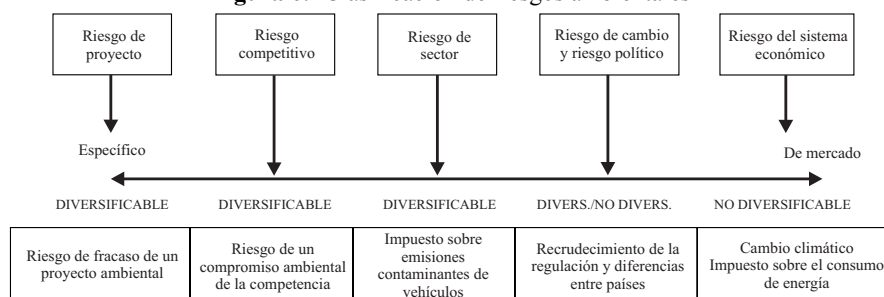 Riesgo de
proyecto
Riesgo
competitivo
Riesgo de
sector
Riesgo de cambio
y riesgo político
Riesgo del sistema
económico
Específico
De mercado
DIVERSIFICABLE
DIVERSIFICABLE
DIVERSIFICABLE
DIVERS./NO DIVERS.
NO DIVERSIFICABLE
Riesgo de fracaso de un
proyecto ambiental
Riesgo de un
compromiso ambiental
de la competencia
Impuesto sobre
emisiones
contaminantes de
vehículos
Recrudecimiento de la
regulación y diferencias
entre países
Cambio climático
Impuesto sobre el consumo
de energía